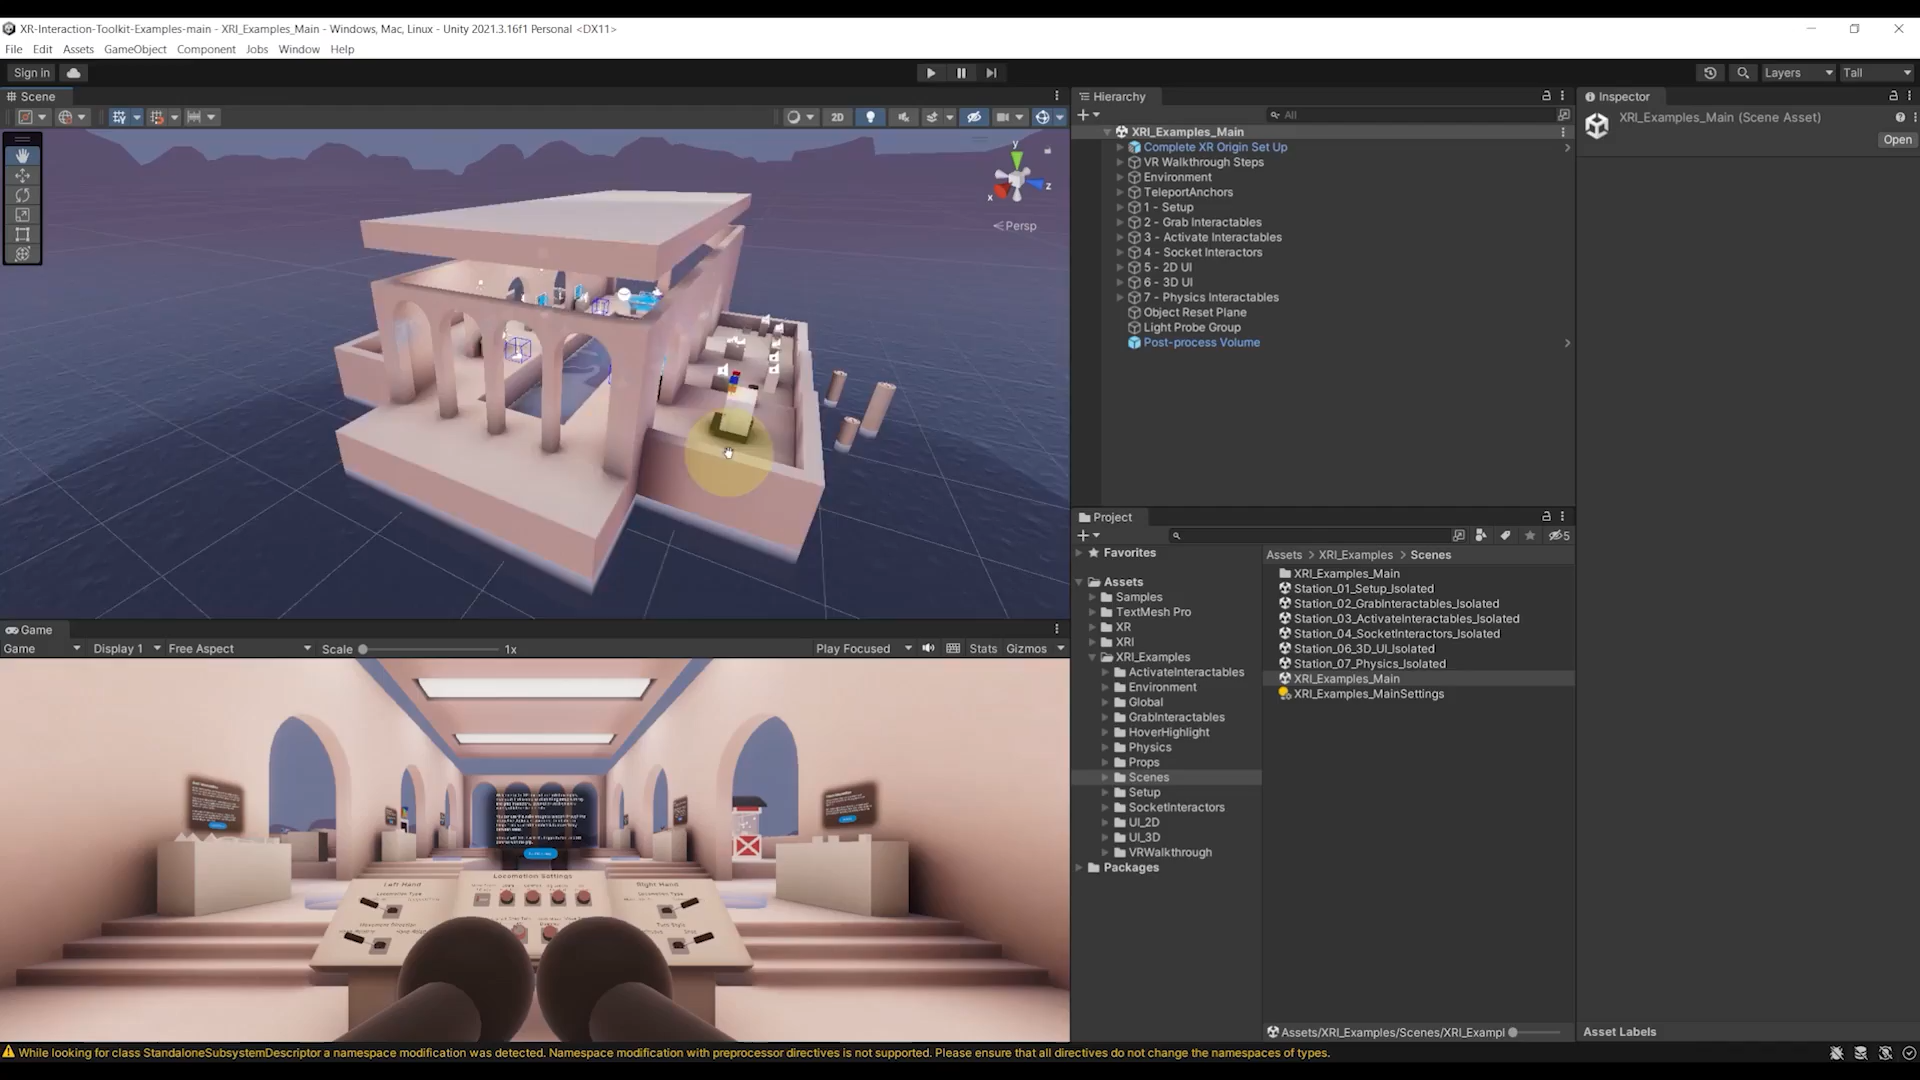 XR-Interaction-Toolkit-Examples-main - XRI_Examples_Main - Windows, Mac, Linux - Unity 2021.3.16f1 Personal <DX11>
File Edit Assets GameObject Component Jobs Window Help
Sign in
Layers
Tall
Scene
2D
y
z
x
Persp
Hierarchy
All
XRI_Examples_Main
Complete XR Origin Set Up
VR Walkthrough Steps
Environment
TeleportAnchors
1 - Setup
2 - Grab Interactables
3 - Activate Interactables
4 - Socket Interactors
5 - 2D UI
6 - 3D UI
7 - Physics Interactables
Object Reset Plane
Light Probe Group
Post-process Volume
Inspector
XRI_Examples_Main (Scene Asset)
Open
Project
5
Favorites
Assets
Samples
TextMesh Pro
XR
XRI
XRI_Examples
ActivateInteractables
Environment
Global
GrabInteractables
HoverHighlight
Physics
Props
Scenes
Setup
SocketInteractors
UI_2D
UI_3D
VRWalkthrough
Packages
Assets > XRI_Examples > Scenes
XRI_Examples_Main
Station_01_Setup_Isolated
Station_02_GrabInteractables_Isolated
Station_03_ActivateInteractables_Isolated
Station_04_SocketInteractors_Isolated
Station_06_3D_UI_Isolated
Station_07_Physics_Isolated
XRI_Examples_Main
XRI_Examples_MainSettings
Assets/XRI_Examples/Scenes/XRI_Exampl
Asset Labels
Game
Game Display 1 Free Aspect Scale 1x Play Focused Stats Gizmos
Left Hand
Locomotion Settings
Right Hand
While looking for class StandaloneSubsystemDescriptor a namespace modification was detected. Namespace modification with preprocessor directives is not supported. Please ensure that all directives do not change the namespaces of types.